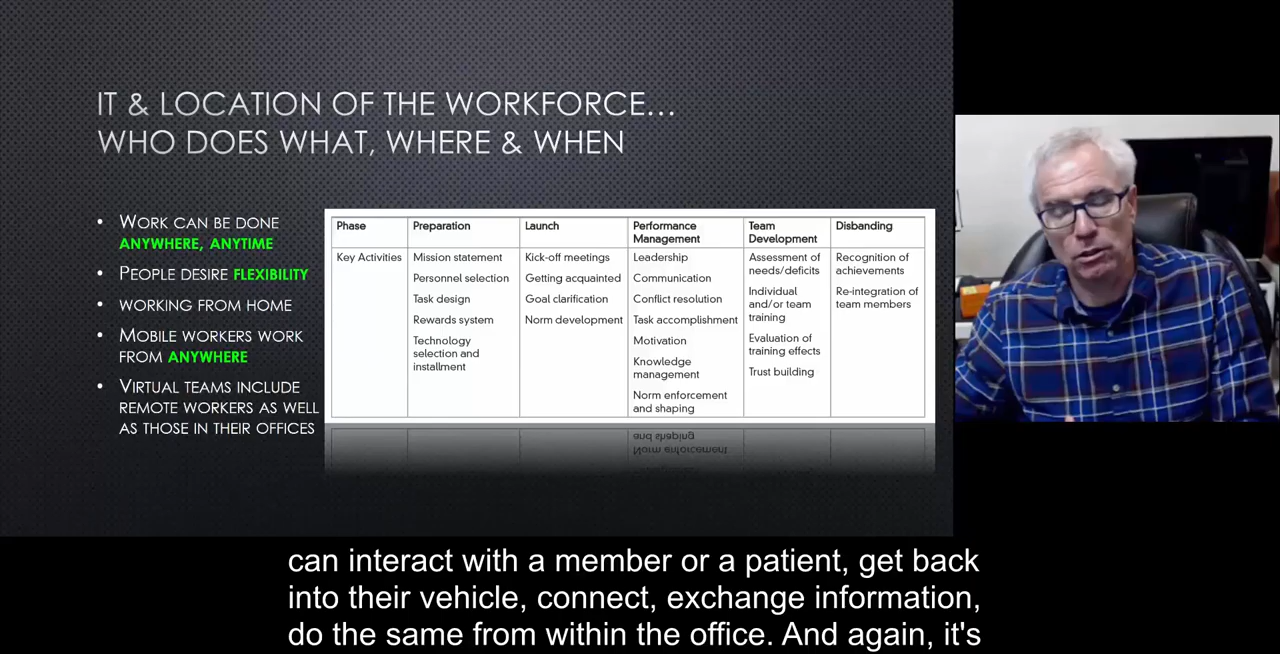 IT & LOCATION OF THE WORKFORCE...
WHO DOES WHAT, WHERE & WHEN
• WORK CAN BE DONE
ANYWHERE, ANYTIME
• PEOPLE DESIRE FLEXIBILITY
• WORKING FROM HOME
• MOBILE WORKERS WORK
FROM ANYWHERE
• VIRTUAL TEAMS INCLUDE
REMOTE WORKERS AS WELL
AS THOSE IN THEIR OFFICES
Phase
Key Activities
Preparation
Mission statement
Personnel selection
Task design
Rewards system
Technology
selection and
installment
Launch
Kick-off meetings
Getting acquainted
Goal clarification
Norm development
Performance
Management
Leadership
Communication
Conflict resolution
Task accomplishment
Motivation
Knowledge
management
Norm enforcement
and shaping
Team
Development
Assessment of
needs/deficits
Individual
and/or team
training
Evaluation of
training effects
Trust building
Disbanding
Recognition of
achievements
Re-integration of
team members
can interact with a member or a patient, get back
into their vehicle, connect, exchange information,
do the same from within the office. And again, it's